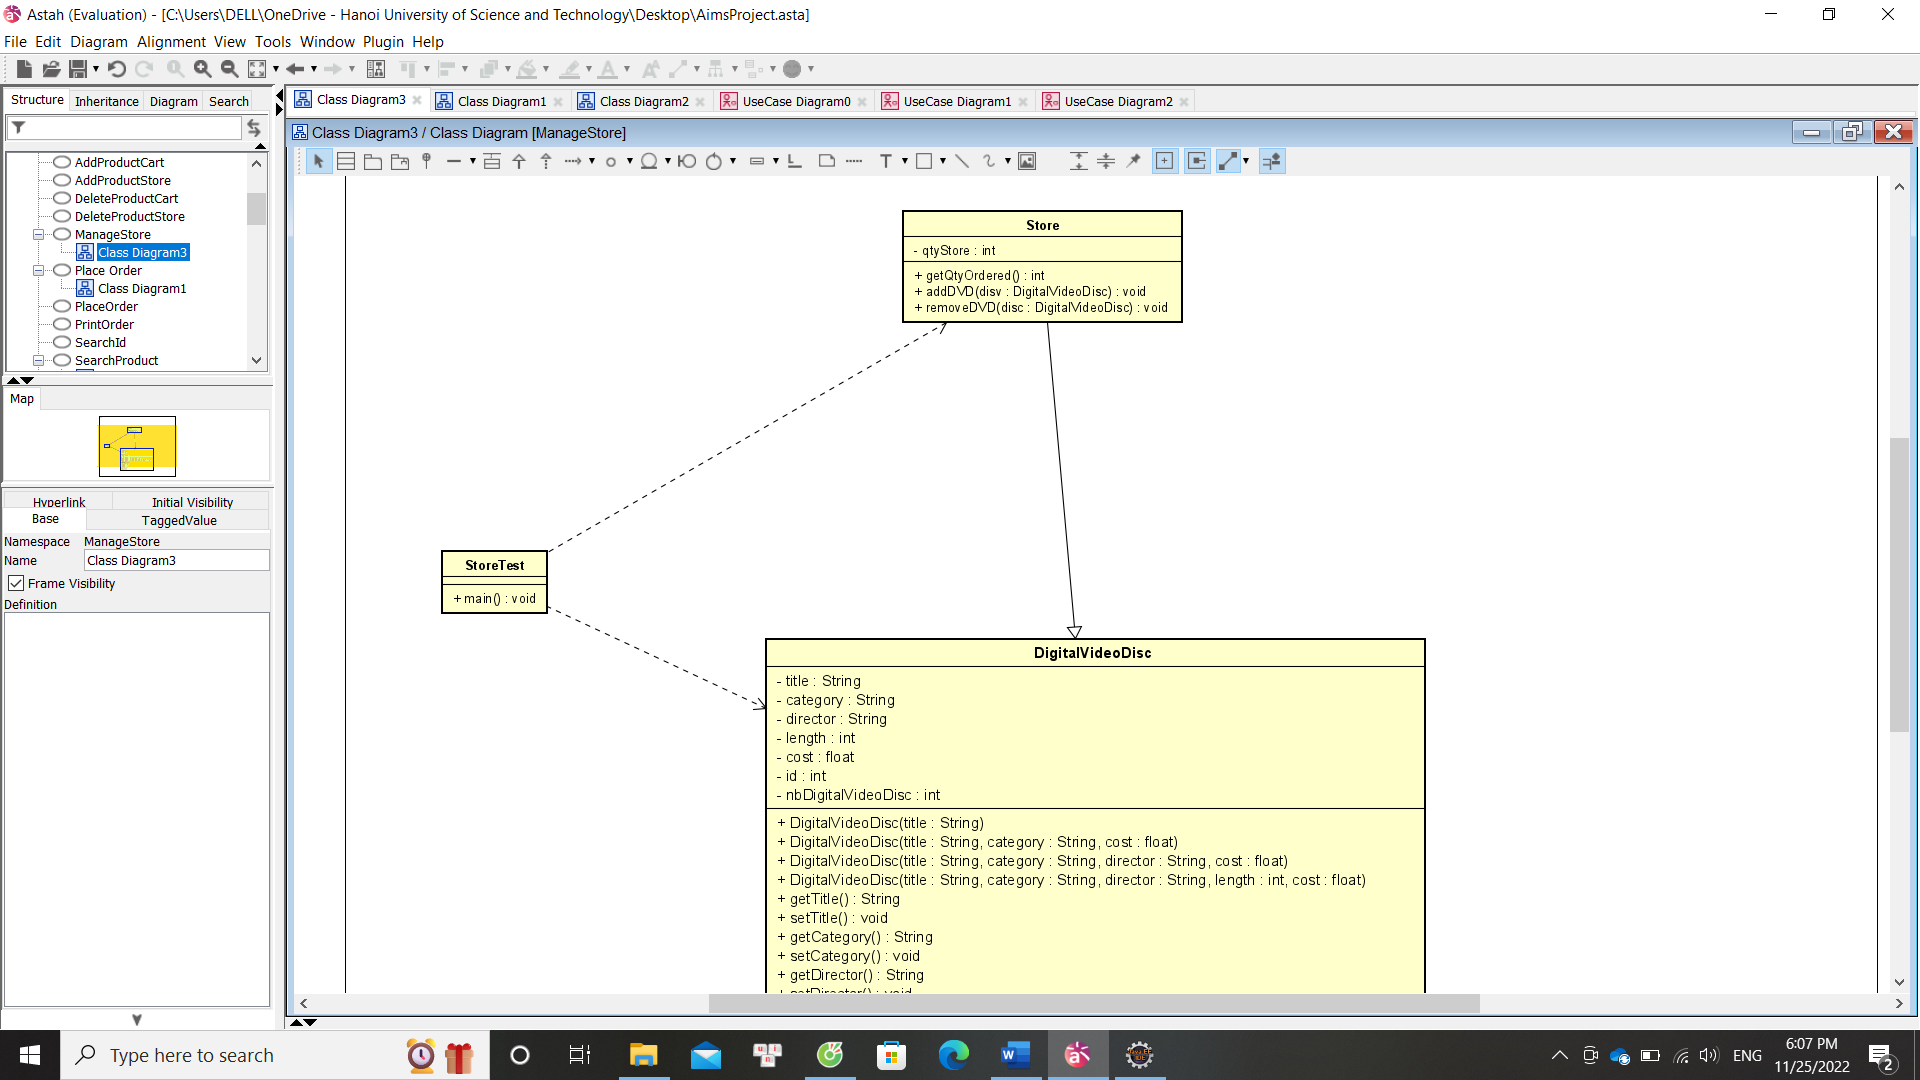 Astah (Evaluation) - [C:\Users\DELL\OneDrive - Hanoi University of Science and Technology\Desktop\AimsProject.asta]
File Edit Diagram Alignment View Tools Window Plugin Help
Structure Inheritance Diagram Search
Class Diagram3 Class Diagram1 Class Diagram2 UseCase Diagram0 UseCase Diagram1 UseCase Diagram2
Class Diagram3 / Class Diagram [ManageStore]
AddProductCart
AddProductStore
DeleteProductCart
DeleteProductStore
ManageStore
Class Diagram3
Place Order
Class Diagram1
PlaceOrder
PrintOrder
SearchId
SearchProduct
Map
Hyperlink Initial Visibility
Base TaggedValue
Namespace ManageStore
Name Class Diagram3
Frame Visibility
Definition
Store
- qtyStore : int
+ getQtyOrdered() : int
+ addDVD(disv : DigitalVideoDisc) : void
+ removeDVD(disc : DigitalVideoDisc) : void
StoreTest
+ main() : void
DigitalVideoDisc
- title : String
- category : String
- director : String
- length : int
- cost : float
- id : int
- nbDigitalVideoDisc : int
+ DigitalVideoDisc(title : String)
+ DigitalVideoDisc(title : String, category : String, cost : float)
+ DigitalVideoDisc(title : String, category : String, director : String, cost : float)
+ DigitalVideoDisc(title : String, category : String, director : String, length : int, cost : float)
+ getTitle() : String
+ setTitle() : void
+ getCategory() : String
+ setCategory() : void
+ getDirector() : String
+ setDirector() : void
Type here to search
ENG
6:07 PM
11/25/2022
2